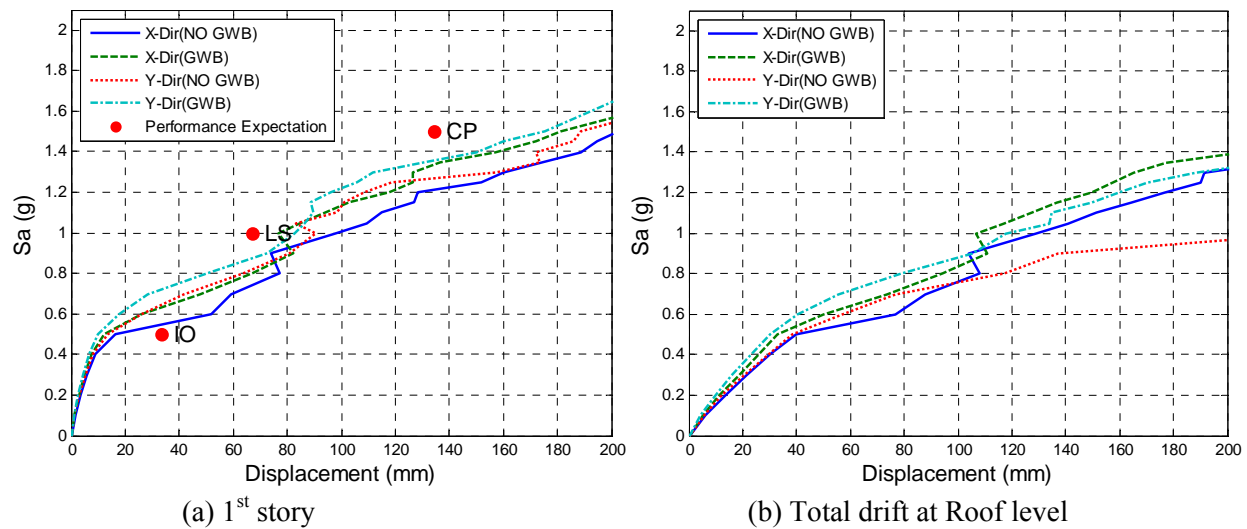 2
1.8
1.6
1.4
1.2
1
0.8
0.6
0.4
0.2
0
Sa (g)
X-Dir(NO GWB)
X-Dir(GWB)
Y-Dir(NO GWB)
Y-Dir(GWB)
Performance Expectation
CP
LS
IO
0 20 40 60 80 100 120 140 160 180 200
Displacement (mm)
(a) 1st story
2
1.8
1.6
1.4
1.2
1
0.8
0.6
0.4
0.2
0
Sa (g)
X-Dir(NO GWB)
X-Dir(GWB)
Y-Dir(NO GWB)
Y-Dir(GWB)
0 20 40 60 80 100 120 140 160 180 200
Displacement (mm)
(b) Total drift at Roof level